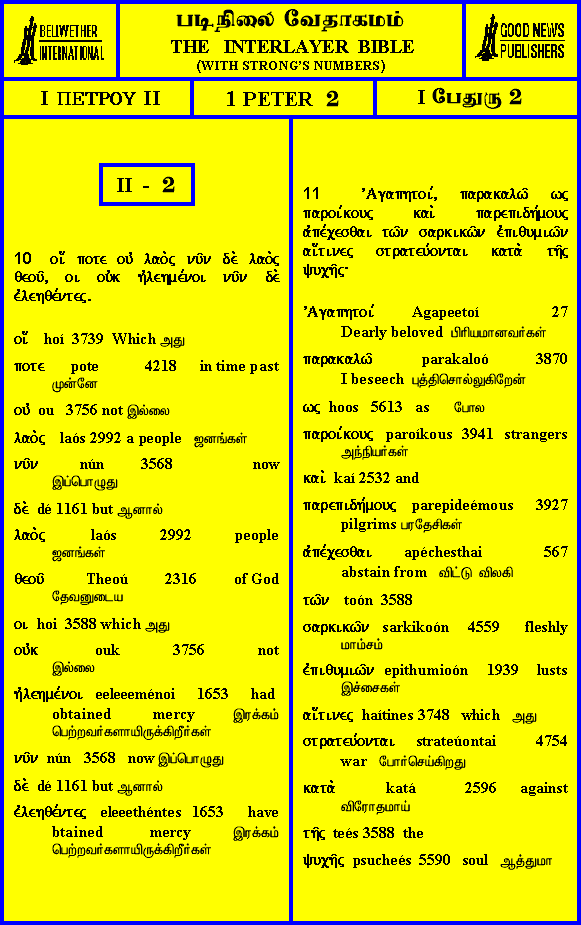 BELIWETHER
INTERNATIONAL
படிநிலை வேதாகமம்
THE INTERLAYER BIBLE
(WITH STRONG'S NUMBERS)
GOOD NEWS
PUBLISHERS
I ΠΕΤΡΟΥ II
1 PETER 2
I பேதுரு 2
II - 2
10 οἵ ποτε οὐ λαὸς νῦν δὲ λαὸς
θεοῦ, οι οὐκ ἠλεημένοι νῦν δὲ
ἐλεηθέντες.
οἵ hoí 3739 Which அது
ποτε pote 4218 in time past
முன்னே
οὐ ou 3756 not இல்லை
λαὸς laós 2992 a people ஜனங்கள்
νῦν nún 3568 now
இப்பொழுது
δὲ dé 1161 but ஆனால்
λαὸς laós 2992 people
ஜனங்கள்
θεοῦ Theoú 2316 of God
தேவனுடைய
οι hoi 3588 which அது
οὐκ ouk 3756 not
இல்லை
ἠλεημένοι eeleeeménoi 1653 had
obtained mercy இரக்கம்
பெற்றவர்களாயிருக்கிறீர்கள்
νῦν nún 3568 now இப்பொழுது
δὲ dé 1161 but ஆனால்
ἐλεηθέντες eleeethéntes 1653 have
btained mercy இரக்கம்
பெற்றவர்களாயிருக்கிறீர்கள்
11 Ἀγαπητοί, παρακαλῶ ως
παροίκους καὶ παρεπιδήμους
ἀπέχεσθαι τῶν σαρκικῶν ἐπιθυμιῶν
αἵτινες στρατεύονται κατὰ τῆς
ψυχῆς·
Ἀγαπητοί Agapeetoí 27
Dearly beloved பிரியமானவர்கள்
παρακαλῶ parakaloó 3870
I beseech புத்திசொல்லுகிறேன்
ως hoos 5613 as போல
παροίκους paroíkous 3941 strangers
அந்நியர்கள்
καὶ kaí 2532 and
παρεπιδήμους parepideémous 3927
pilgrims பரதேசிகள்
ἀπέχεσθαι apéchesthai 567
abstain from விட்டு விலகி
τῶν toón 3588
σαρκικῶν sarkikoón 4559 fleshly
மாம்சம்
ἐπιθυμιῶν epithumioón 1939 lusts
இச்சைகள்
αἵτινες haítines 3748 which அது
στρατεύονται strateúontai 4754
war போர்செய்கிறது
κατὰ katá 2596 against
விரோதமாய்
τῆς teés 3588 the
ψυχῆς psucheés 5590 soul ஆத்துமா